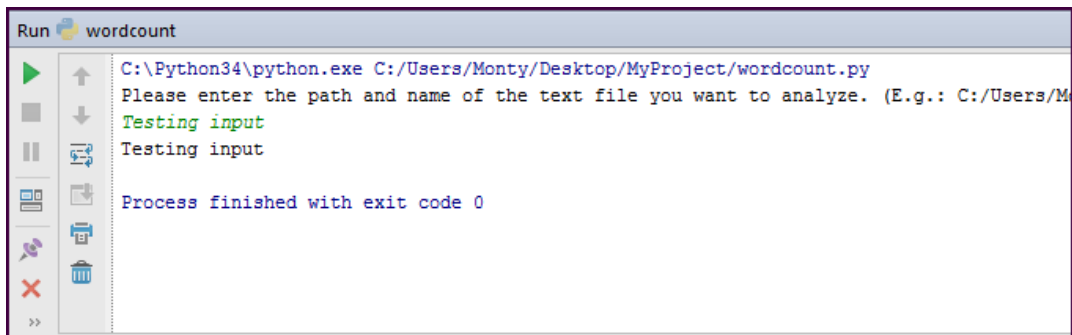 Run wordcount
C:\Python34\python.exe C:/Users/Monty/Desktop/MyProject/wordcount.py
Please enter the path and name of the text file you want to analyze. (E.g.: C:/Users/M
Testing input
Testing input
Process finished with exit code 0